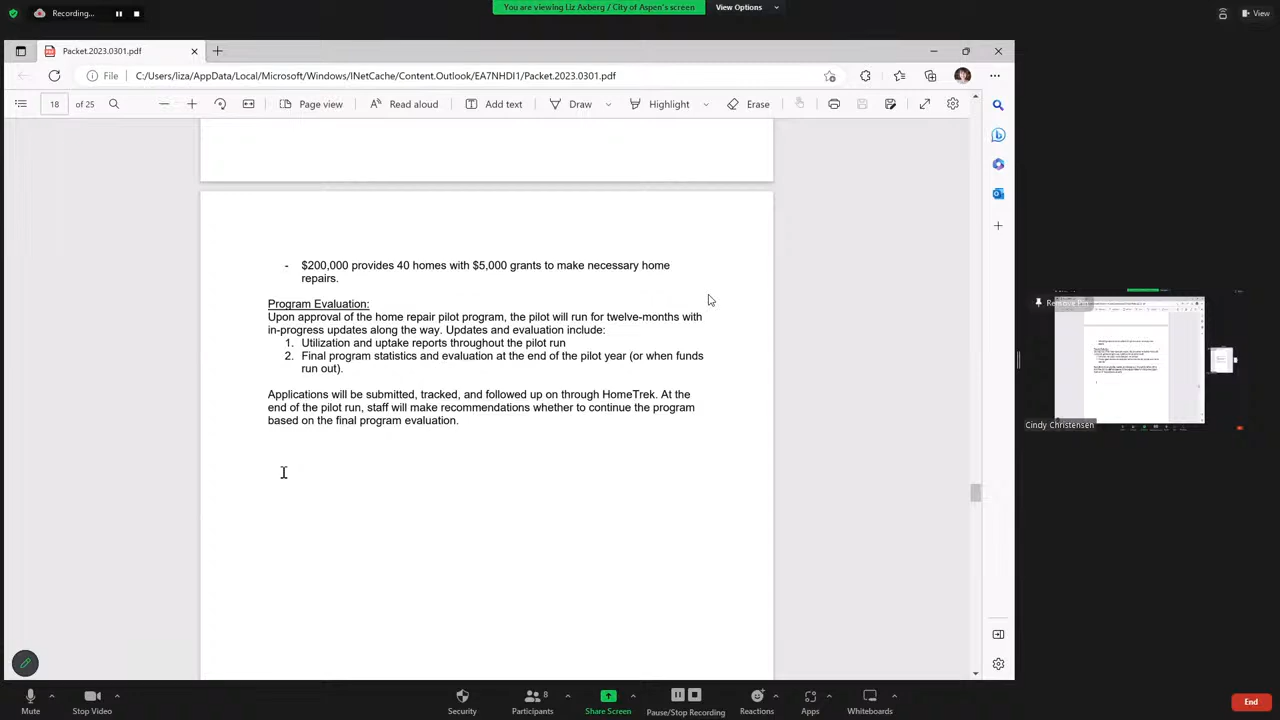 Recording...
You are viewing Liz Axberg / City of Aspen's screen
View Options
View
Packet.2023.0301.pdf
File
C:/Users/liza/AppData/Local/Microsoft/Windows/INetCache/Content.Outlook/EA7NHDI1/Packet.2023.0301.pdf
18 of 25
Page view
Read aloud
Add text
Draw
Highlight
Erase
- $200,000 provides 40 homes with $5,000 grants to make necessary home
repairs.
Program Evaluation:
Upon approval of the home repair pilot program, the pilot will run for twelve-months with
in-progress updates along the way. Updates and evaluation include:
1. Utilization and uptake reports throughout the pilot run
2. Final program statistics and evaluation at the end of the pilot year (or when funds
run out).
Applications will be submitted, tracked, and followed up on through HomeTrek. At the
end of the pilot run, staff will make recommendations whether to continue the program
based on the final program evaluation.
Cindy Christensen
Mute
Stop Video
Security
Participants
8
Share Screen
Pause/Stop Recording
Reactions
Apps
Whiteboards
End